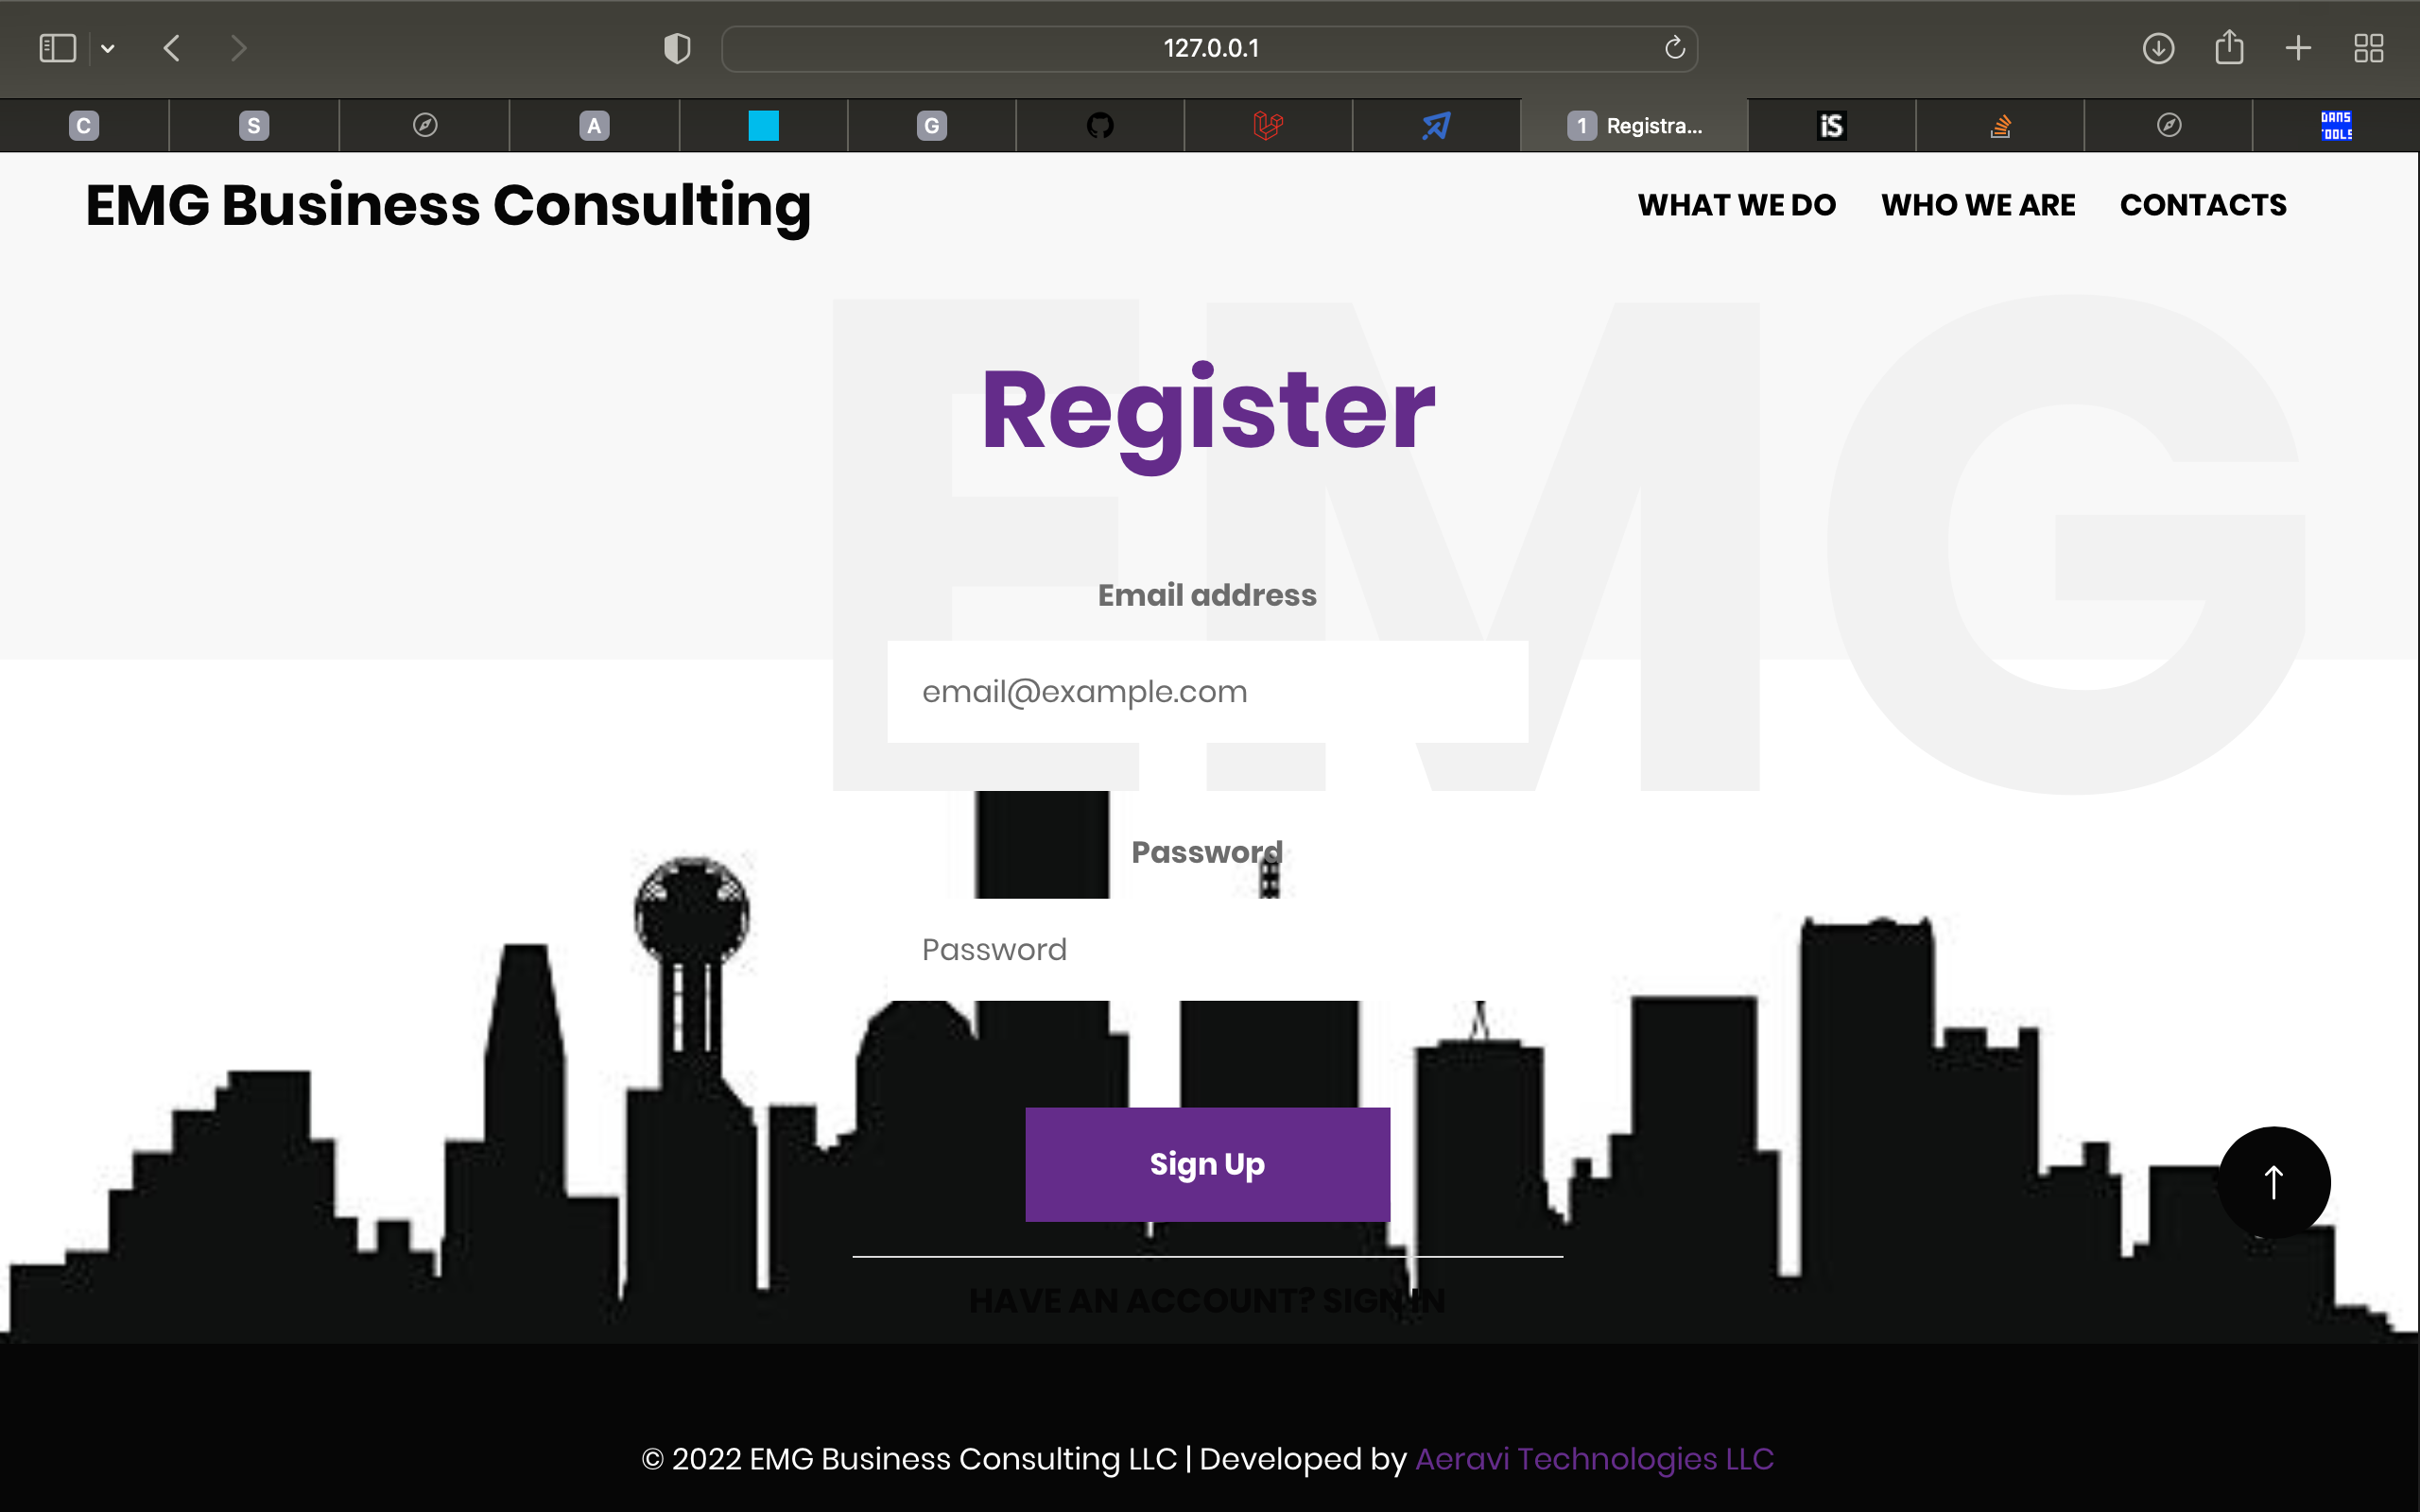 127.0.0.1
C S A G 1 Registra... iS DANS TOOLS
EMG Business Consulting
WHAT WE DO WHO WE ARE CONTACTS
EMG
Register
Email address
email@example.com
Password
Password
Sign Up
HAVE AN ACCOUNT? SIGN IN
© 2022 EMG Business Consulting LLC | Developed by Aeravi Technologies LLC